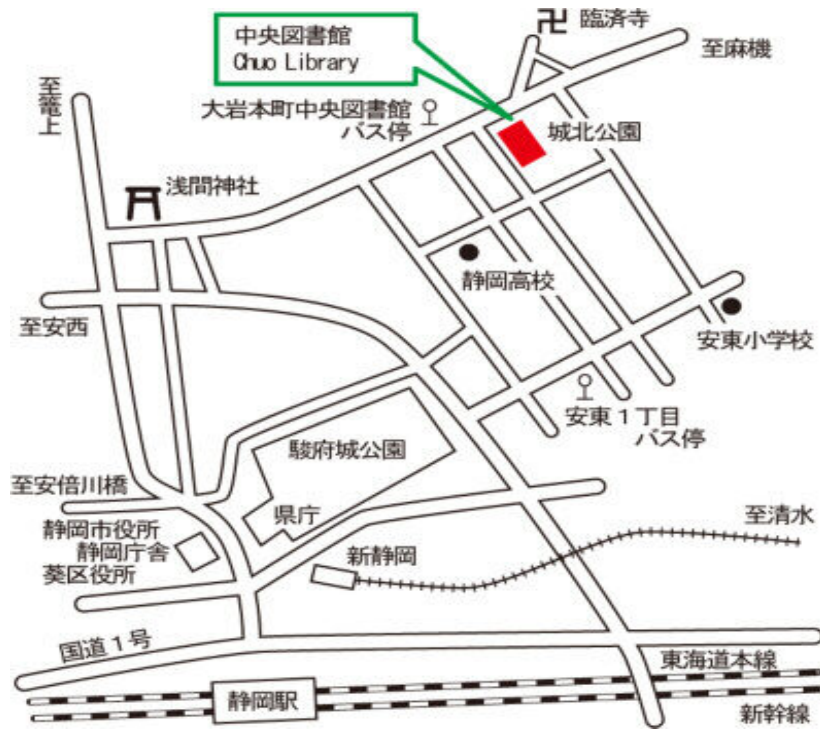 臨済寺
中央図書館
Chuo Library
至麻機
至籠上
大岩本町中央図書館
バス停
城北公園
浅間神社
静岡高校
至安西
安東小学校
安東1丁目
バス停
駿府城公園
至安倍川橋
県庁
至清水
静岡市役所
静岡庁舎
葵区役所
新静岡
国道1号
東海道本線
静岡駅
新幹線